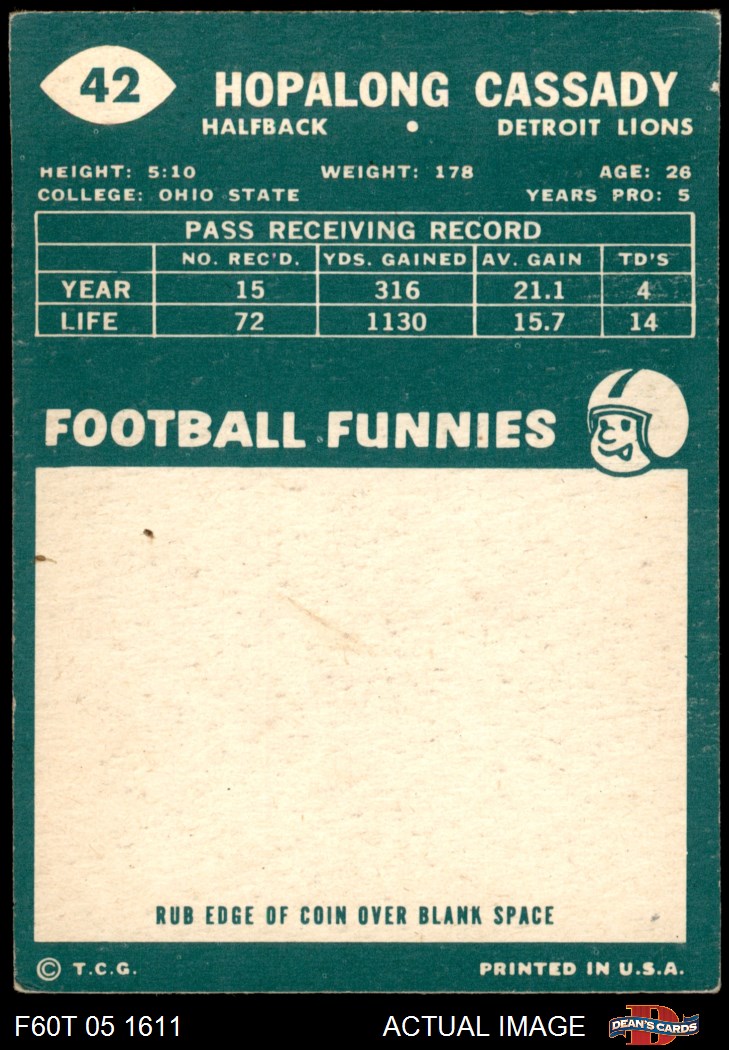 42 HOPALONG CASSADY
HALFBACK • DETROIT LIONS
HEIGHT: 5:10 WEIGHT: 178 AGE: 26
COLLEGE: OHIO STATE YEARS PRO: 5
PASS RECEIVING RECORD
NO. REC'D. YDS. GAINED AV. GAIN TD'S
YEAR 15 316 21.1 4
LIFE 72 1130 15.7 14
FOOTBALL FUNNIES
RUB EDGE OF COIN OVER BLANK SPACE
© T.C.G. PRINTED IN U.S.A.
F60T 05 1611 ACTUAL IMAGE DEAN'S CARDS